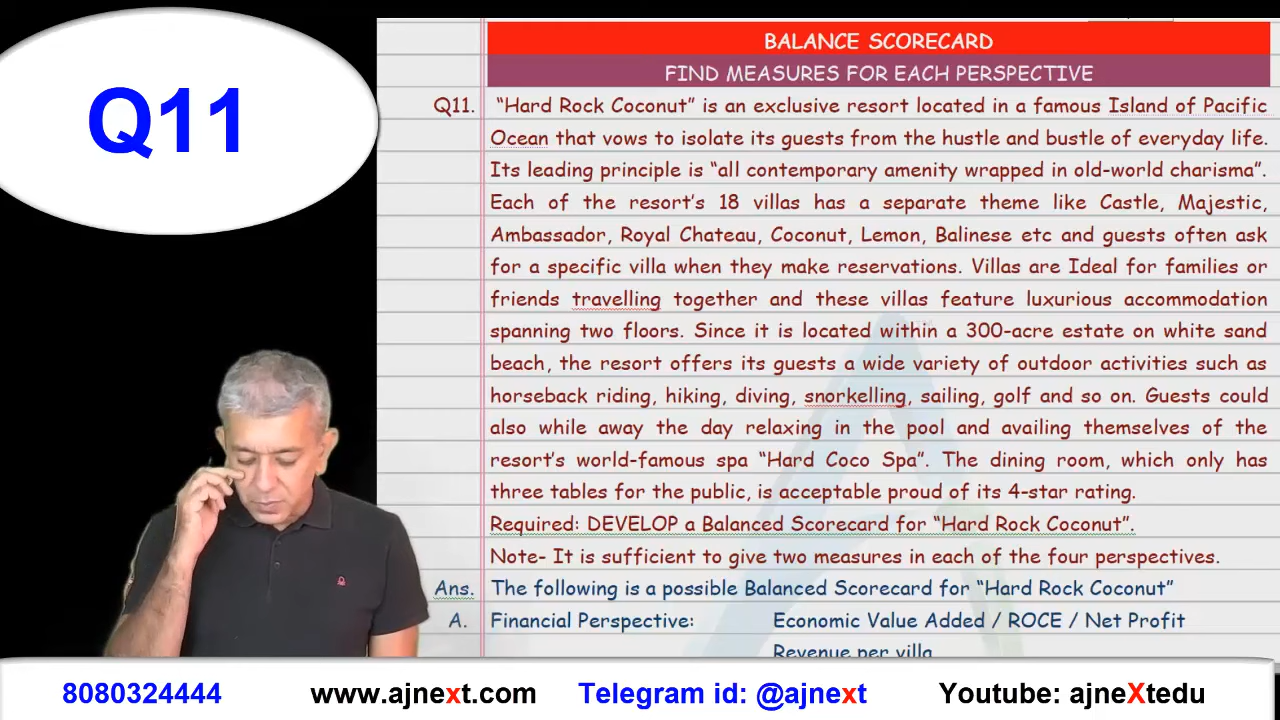 Q11
BALANCE SCORECARD
FIND MEASURES FOR EACH PERSPECTIVE
Q11. "Hard Rock Coconut" is an exclusive resort located in a famous Island of Pacific
Ocean that vows to isolate its guests from the hustle and bustle of everyday life.
Its leading principle is "all contemporary amenity wrapped in old-world charisma".
Each of the resort's 18 villas has a separate theme like Castle, Majestic,
Ambassador, Royal Chateau, Coconut, Lemon, Balinese etc and guests often ask
for a specific villa when they make reservations. Villas are Ideal for families or
friends travelling together and these villas feature luxurious accommodation
spanning two floors. Since it is located within a 300-acre estate on white sand
beach, the resort offers its guests a wide variety of outdoor activities such as
horseback riding, hiking, diving, snorkelling, sailing, golf and so on. Guests could
also while away the day relaxing in the pool and availing themselves of the
resort's world-famous spa "Hard Coco Spa". The dining room, which only has
three tables for the public, is acceptable proud of its 4-star rating.
Required: DEVELOP a Balanced Scorecard for "Hard Rock Coconut".
Note- It is sufficient to give two measures in each of the four perspectives.
Ans. The following is a possible Balanced Scorecard for "Hard Rock Coconut"
A. Financial Perspective: Economic Value Added / ROCE / Net Profit
Revenue per villa
8080324444 www.ajnext.com Telegram id: @ajnext Youtube: ajneXtedu